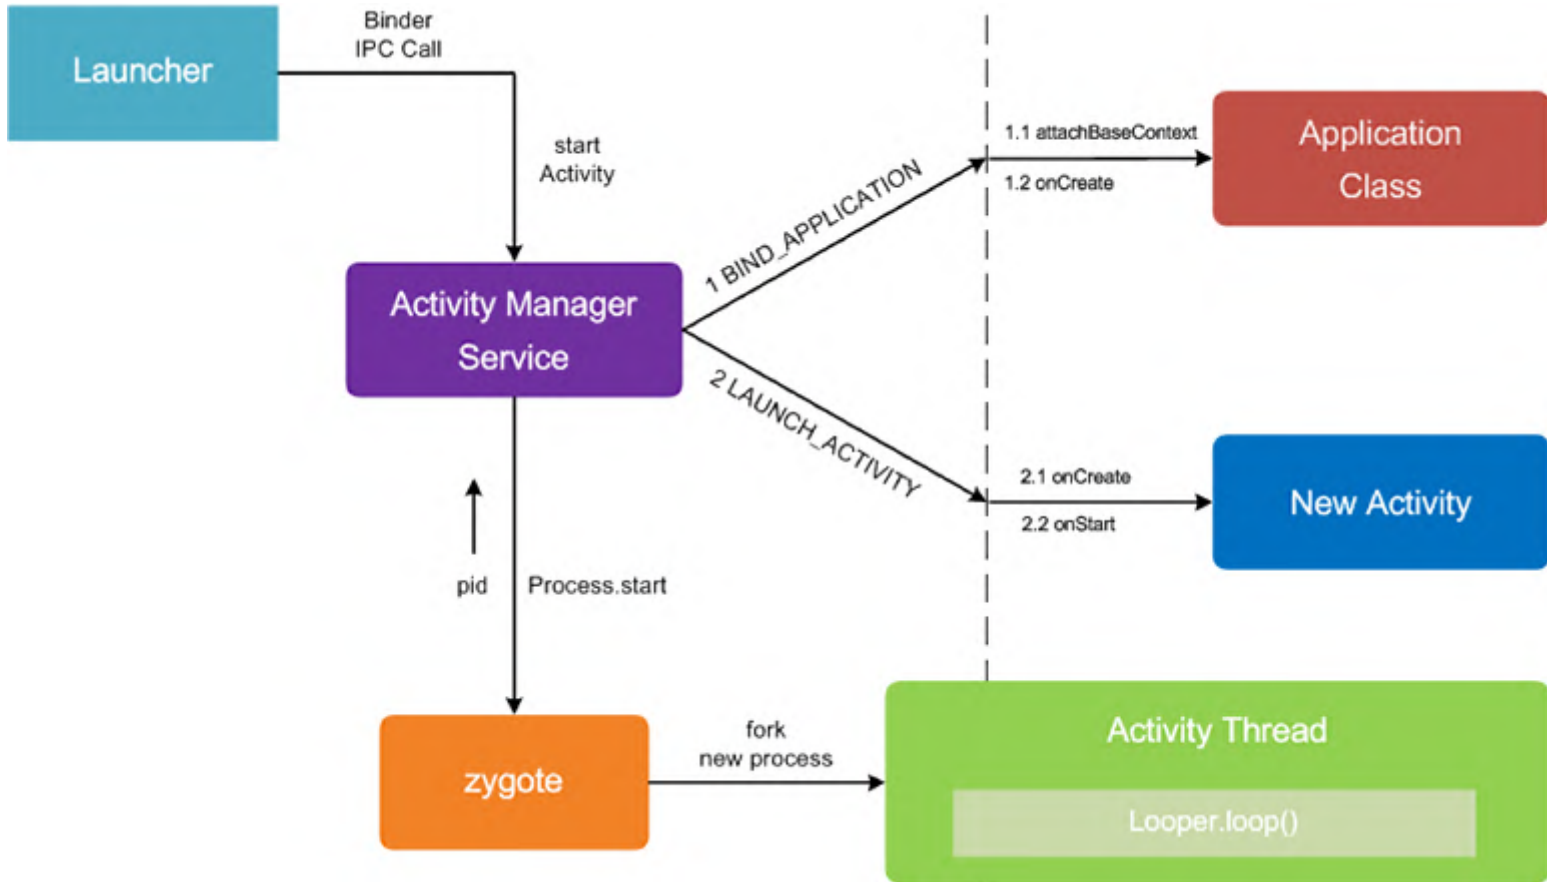 Launcher
Binder
IPC Call
start
Activity
Activity Manager
Service
1 BIND_APPLICATION
2 LAUNCH_ACTIVITY
1.1 attachBaseContext
1.2 onCreate
Application
Class
2.1 onCreate
2.2 onStart
New Activity
pid
Process.start
zygote
fork
new process
Activity Thread
Looper.loop()